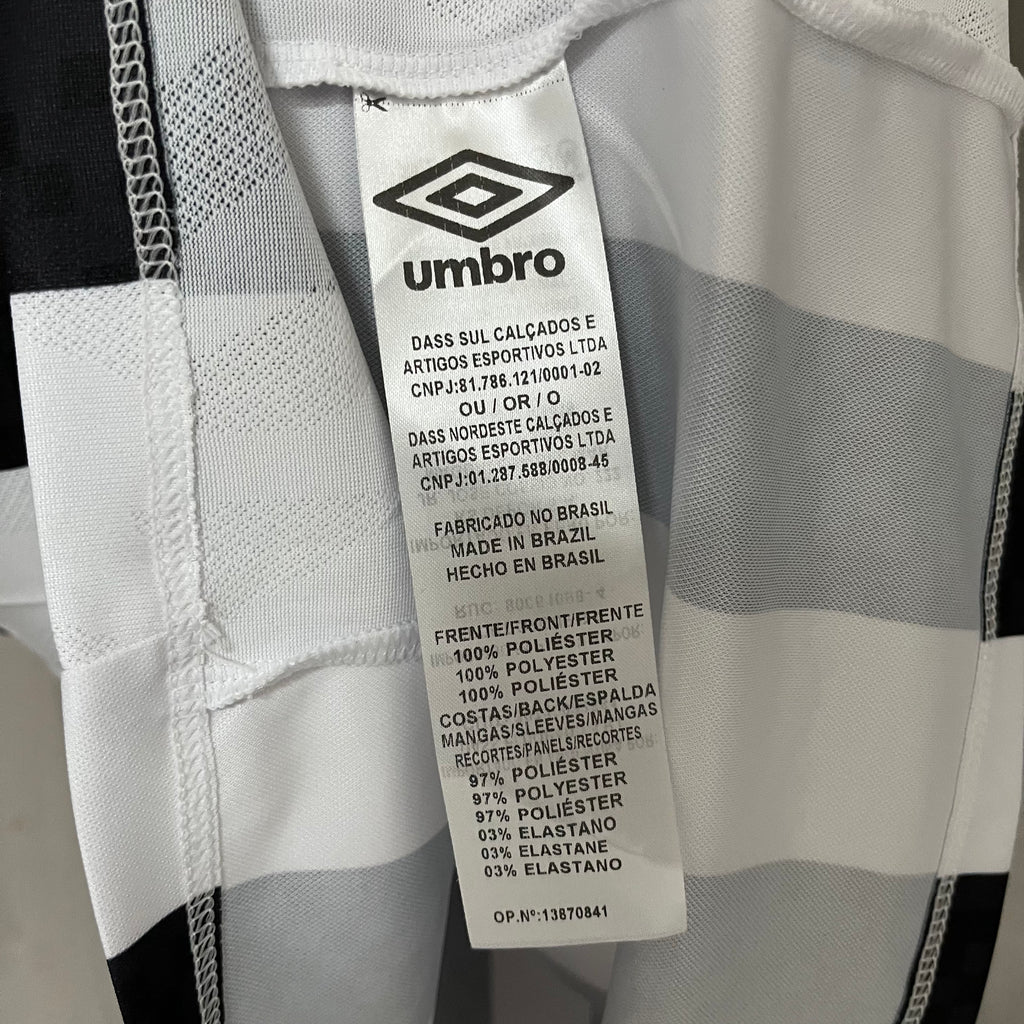 umbro
DASS SUL CALÇADOS E
ARTIGOS ESPORTIVOS LTDA
CNPJ:81.786.121/0001-02
OU / OR / O
DASS NORDESTE CALÇADOS E
ARTIGOS ESPORTIVOS LTDA
CNPJ:01.287.588/0008-45
FABRICADO NO BRASIL
MADE IN BRAZIL
HECHO EN BRASIL
FRENTE/FRONT/FRENTE
100% POLIÉSTER
100% POLYESTER
100% POLIÉSTER
COSTAS/BACK/ESPALDA
MANGAS/SLEEVES/MANGAS
RECORTES/PANELS/RECORTES
97% POLIÉSTER
97% POLYESTER
97% POLIÉSTER
03% ELASTANO
03% ELASTANE
03% ELASTANO
OP.Nº:13870841